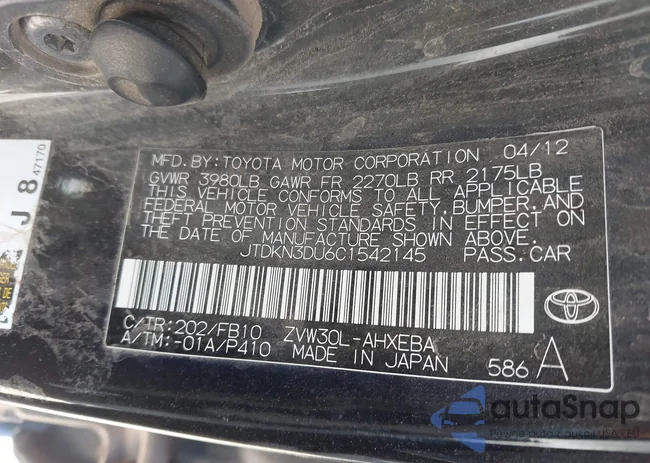 MFD. BY: TOYOTA MOTOR CORPORATION 04/12
GVWR 3980LB GAWR FR 2270LB RR 2175LB
THIS VEHICLE CONFORMS TO ALL APPLICABLE
FEDERAL MOTOR VEHICLE SAFETY, BUMPER, AND
THEFT PREVENTION STANDARDS IN EFFECT ON
THE DATE OF MANUFACTURE SHOWN ABOVE.
JTDKN3DU6C1542145 PASS. CAR
C/TR: 202/FB10 ZVW30L-AHXEBA
A/TM: -01A/P410 MADE IN JAPAN
586 A
J 8 47170
autoSnap